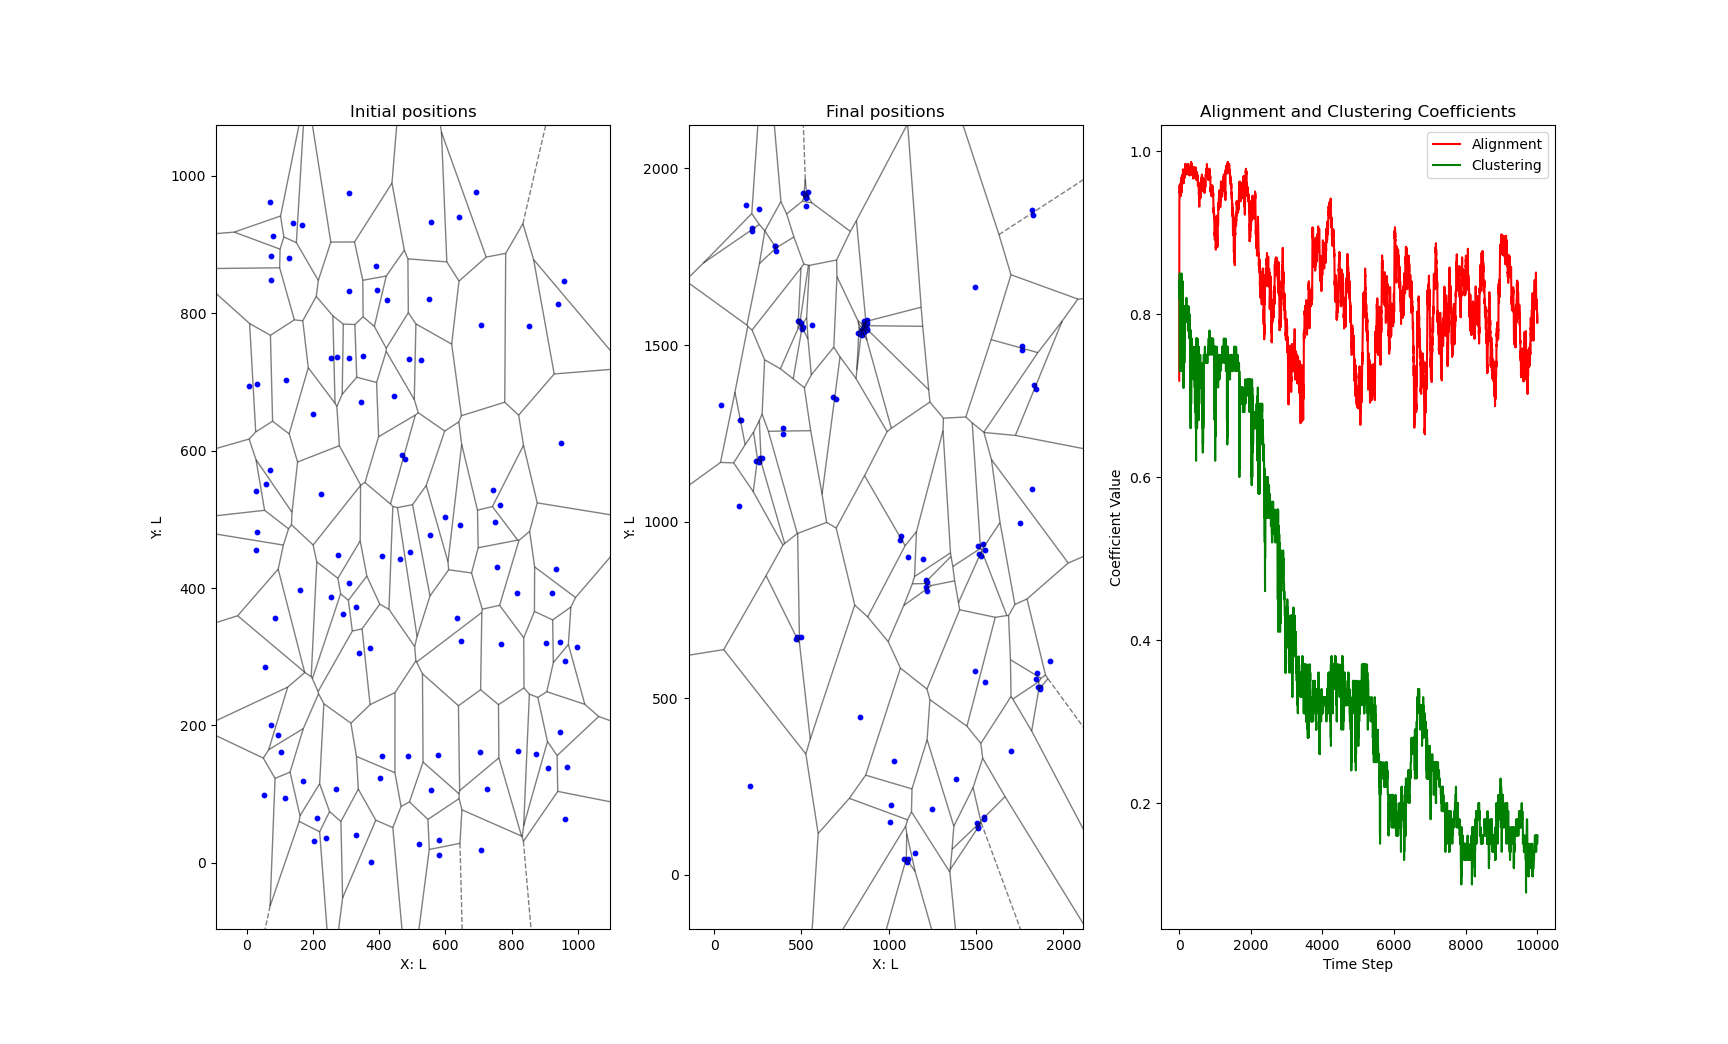 Initial positions
1000
800
600
400
200
0
Y: L
0 200 400 600 800 1000
X: L
Final positions
2000
1500
1000
500
0
Y: L
0 500 1000 1500 2000
X: L
Alignment and Clustering Coefficients
Alignment
Clustering
1.0
0.8
0.6
0.4
0.2
Coefficient Value
0 2000 4000 6000 8000 10000
Time Step